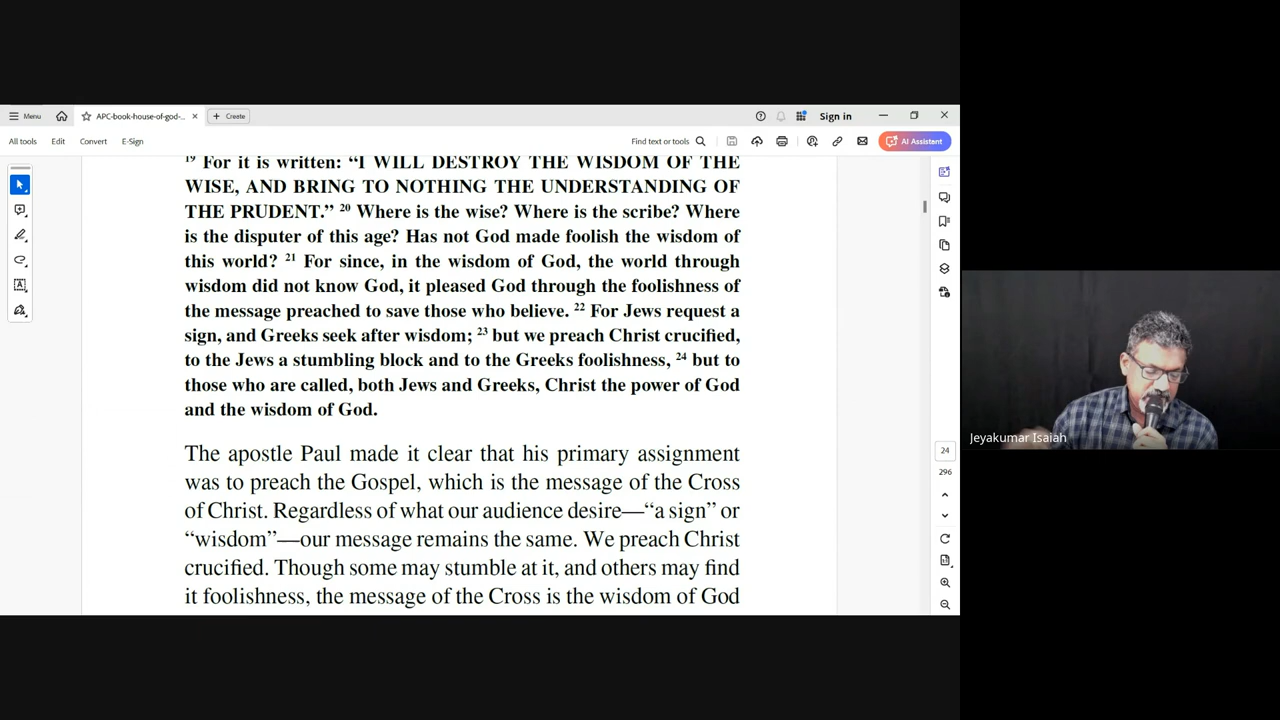 Menu
APC-book-house-of-god-...
Create
Sign in
All tools
Edit
Convert
E-Sign
Find text or tools
AI Assistant
19 For it is written: “I WILL DESTROY THE WISDOM OF THE
WISE, AND BRING TO NOTHING THE UNDERSTANDING OF
THE PRUDENT.” 20 Where is the wise? Where is the scribe? Where
is the disputer of this age? Has not God made foolish the wisdom of
this world? 21 For since, in the wisdom of God, the world through
wisdom did not know God, it pleased God through the foolishness of
the message preached to save those who believe. 22 For Jews request a
sign, and Greeks seek after wisdom; 23 but we preach Christ crucified,
to the Jews a stumbling block and to the Greeks foolishness, 24 but to
those who are called, both Jews and Greeks, Christ the power of God
and the wisdom of God.
The apostle Paul made it clear that his primary assignment
was to preach the Gospel, which is the message of the Cross
of Christ. Regardless of what our audience desire—“a sign” or
“wisdom”—our message remains the same. We preach Christ
crucified. Though some may stumble at it, and others may find
it foolishness, the message of the Cross is the wisdom of God
24
296
Jeyakumar Isaiah